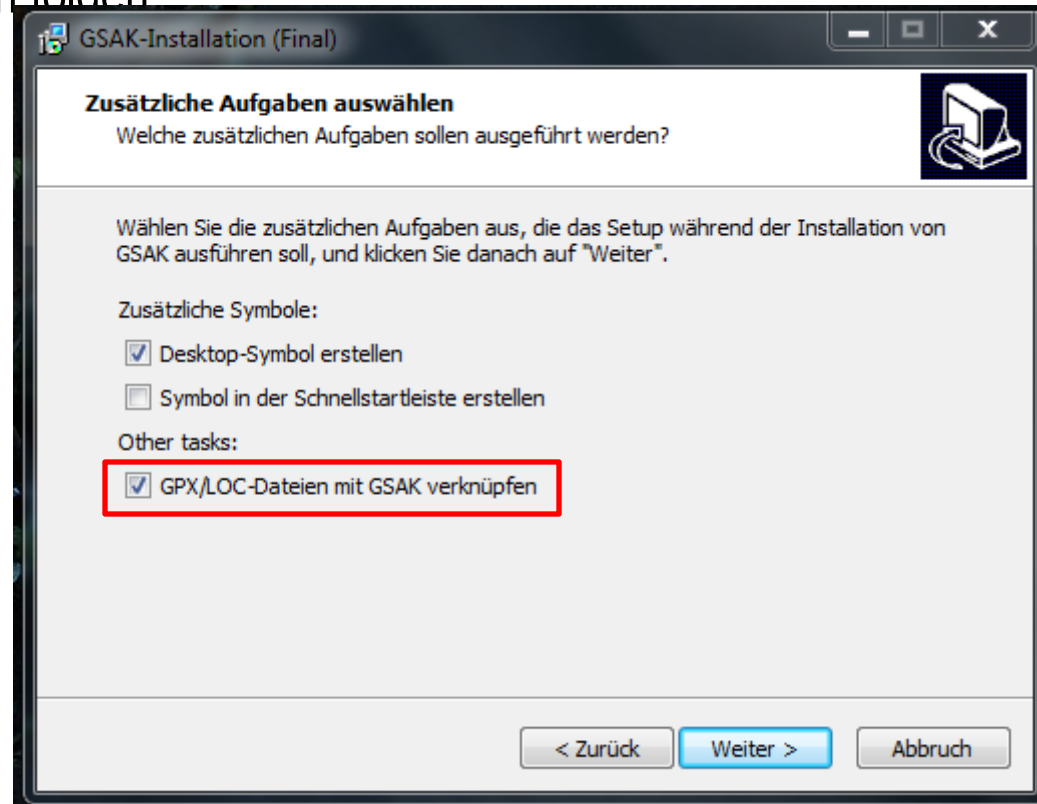 GSAK-Installation (Final)
Zusätzliche Aufgaben auswählen
Welche zusätzlichen Aufgaben sollen ausgeführt werden?
Wählen Sie die zusätzlichen Aufgaben aus, die das Setup während der Installation von
GSAK ausführen soll, und klicken Sie danach auf "Weiter".
Zusätzliche Symbole:
Desktop-Symbol erstellen
Symbol in der Schnellstartleiste erstellen
Other tasks:
GPX/LOC-Dateien mit GSAK verknüpfen
< Zurück Weiter > Abbruch